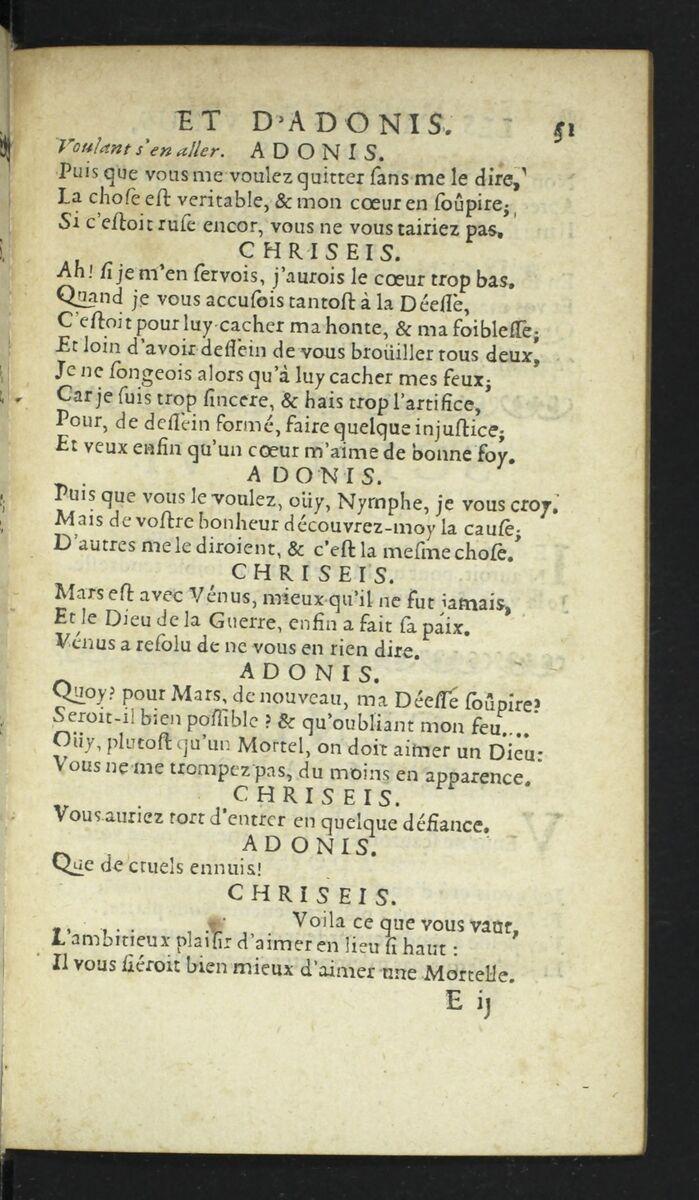 ET D'ADONIS. 51
Voulant s'en aller. ADONIS.
Puis que vous me voulez quitter ſans me le dire,
La choſe eſt veritable, & mon cœur en ſoûpire;
Si c'eſtoit ruſe encor, vous ne vous tairiez pas.
CHRISEIS.
Ah! ſi je m'en ſervois, j'aurois le cœur trop bas.
Quand je vous accuſois tantoſt à la Déeſſe,
C'eſtoit pour luy cacher ma honte, & ma foibleſſe;
Et loin d'avoir deſſein de vous broüiller tous deux,
Je ne ſongeois alors qu'à luy cacher mes feux;
Car je ſuis trop ſincere, & hais trop l'artifice,
Pour, de deſſein formé, faire quelque injuſtice;
Et veux enfin qu'un cœur m'aime de bonne foy.
ADONIS.
Puis que vous le voulez, oüy, Nymphe, je vous croy.
Mais de voſtre bonheur découvrez-moy la cauſe;
D'autres me le diroient, & c'eſt la meſme choſe.
CHRISEIS.
Mars eſt avec Vénus, mieux qu'il ne fut jamais,
Et le Dieu de la Guerre, enfin a fait ſa paix.
Vénus a reſolu de ne vous en rien dire.
ADONIS.
Quoy? pour Mars, de nouveau, ma Déeſſe ſoûpire?
Seroit-il bien poſſible? & qu'oubliant mon feu....
Oüy, plutoſt qu'un Mortel, on doit aimer un Dieu:
Vous ne me trompez pas, du moins en apparence.
CHRISEIS.
Vous auriez tort d'entrer en quelque défiance.
ADONIS.
Que de cruels ennuis!
CHRISEIS.
Voila ce que vous vaut,
L'ambitieux plaiſir d'aimer en lieu ſi haut:
Il vous ſiéroit bien mieux d'aimer une Mortelle.
E ij